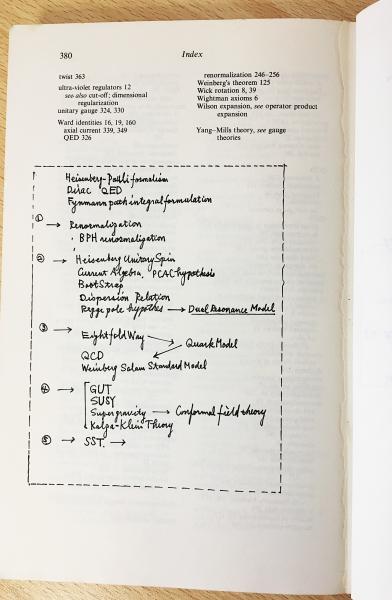 380
Index
twist 363
ultra-violet regulators 12
see also cut-off; dimensional
regularization
unitary gauge 324, 330
Ward identities 16, 19, 160
axial current 339, 349
QED 326
renormalization 246–256
Weinberg's theorem 125
Wick rotation 8, 39
Wightman axioms 6
Wilson expansion, see operator product
expansion
Yang–Mills theory, see gauge
theories
Heisenberg-Pauli formalism
Dirac QED
Fynmann path integral formulation
① → Renormalization
· BPH renormalization
② → Heisenberg Unitary Spin
Current Algebra, PCAC hypothesis
BootStrap
Dispersion Relation
Regge pole hypothes → Dual Resonance Model
③ →
Eightfold Way → Quark Model
QCD
Weinberg Salam Standard Model
④ → GUT
SUSY
Supergravity → Conformal field theory
Kalza-Klein Theory
⑤ → SST. →